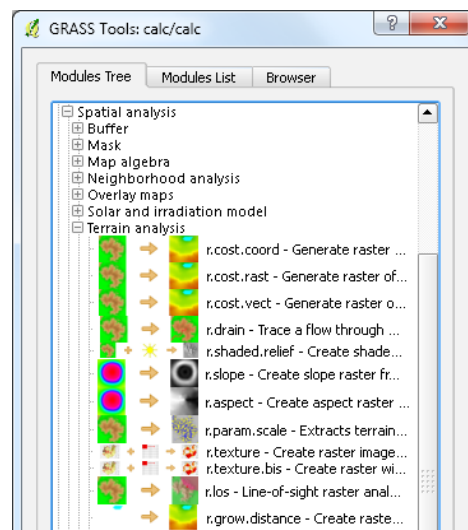 GRASS Tools: calc/calc
Modules Tree Modules List Browser
Spatial analysis
Buffer
Mask
Map algebra
Neighborhood analysis
Overlay maps
Solar and irradiation model
Terrain analysis
r.cost.coord - Generate raster ...
r.cost.rast - Generate raster of...
r.cost.vect - Generate raster o...
r.drain - Trace a flow through ...
r.shaded.relief - Create shade...
r.slope - Create slope raster fr...
r.aspect - Create aspect raster ...
r.param.scale - Extracts terrain...
r.texture - Create raster image...
r.texture.bis - Create raster wi...
r.los - Line-of-sight raster anal...
r.grow.distance - Create raste...